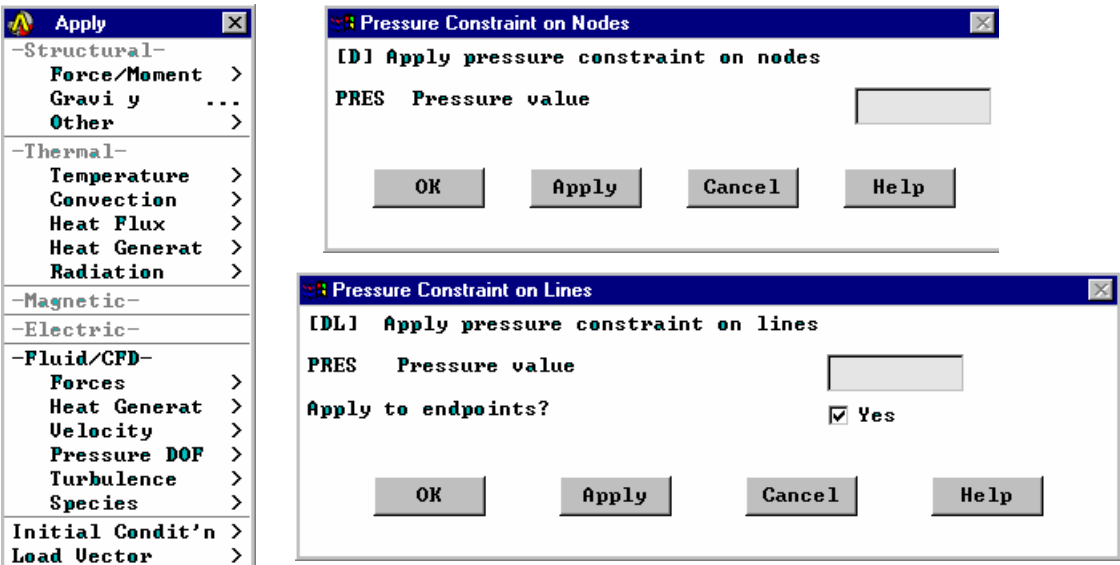 Apply
-Structural-
Force/Moment >
Gravi y ...
Other >
-Thermal-
Temperature >
Convection >
Heat Flux >
Heat Generat >
Radiation >
-Magnetic-
-Electric-
-Fluid/CFD-
Forces >
Heat Generat >
Velocity >
Pressure DOF >
Turbulence >
Species >
Initial Condit'n >
Load Vector >
Pressure Constraint on Nodes
[D] Apply pressure constraint on nodes
PRES Pressure value
OK Apply Cancel Help
Pressure Constraint on Lines
[DL] Apply pressure constraint on lines
PRES Pressure value
Apply to endpoints? Yes
OK Apply Cancel Help